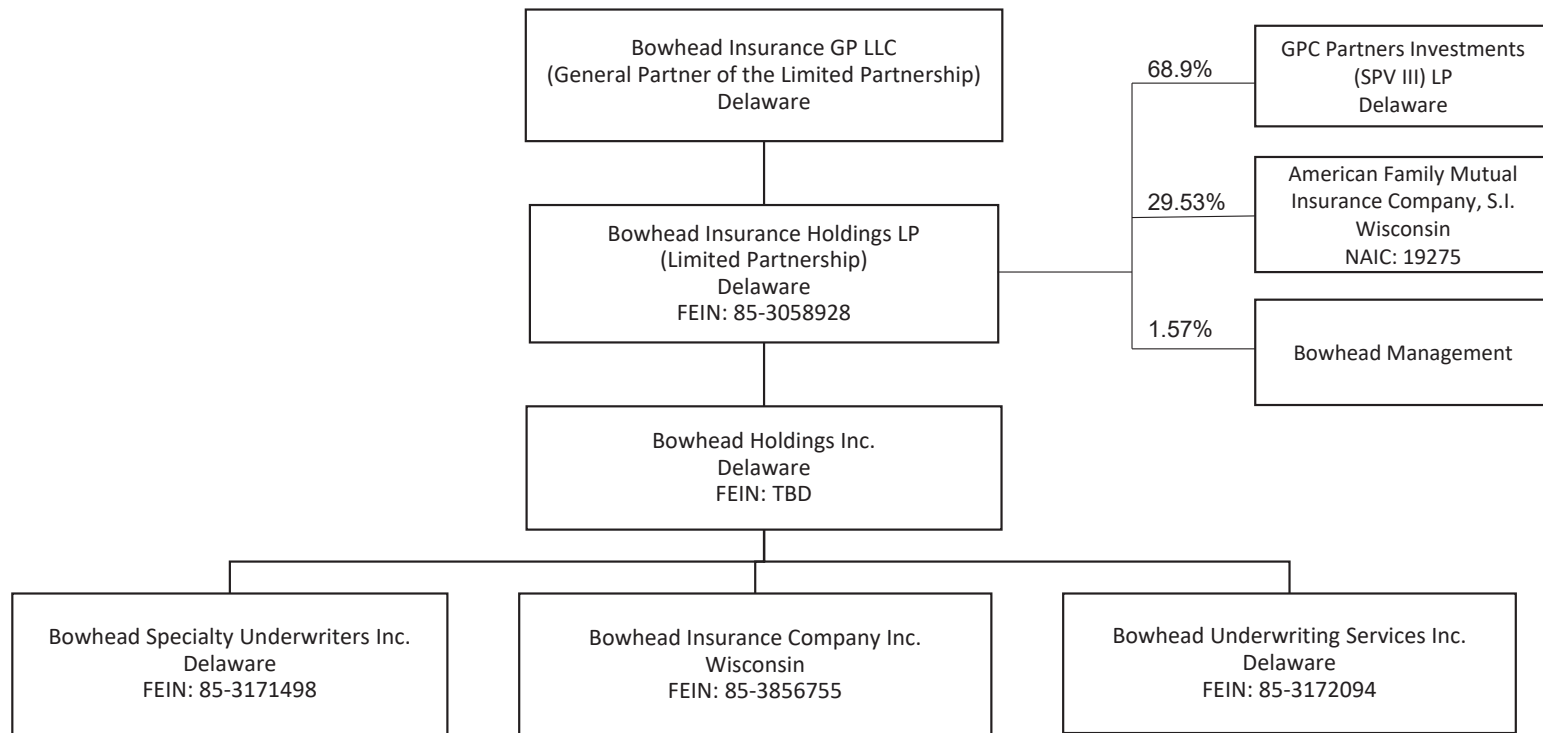 Bowhead Insurance GP LLC
(General Partner of the Limited Partnership)
Delaware
68.9%
GPC Partners Investments
(SPV III) LP
Delaware
29.53%
American Family Mutual
Insurance Company, S.I.
Wisconsin
NAIC: 19275
Bowhead Insurance Holdings LP
(Limited Partnership)
Delaware
FEIN: 85-3058928
1.57%
Bowhead Management
Bowhead Holdings Inc.
Delaware
FEIN: TBD
Bowhead Specialty Underwriters Inc.
Delaware
FEIN: 85-3171498
Bowhead Insurance Company Inc.
Wisconsin
FEIN: 85-3856755
Bowhead Underwriting Services Inc.
Delaware
FEIN: 85-3172094